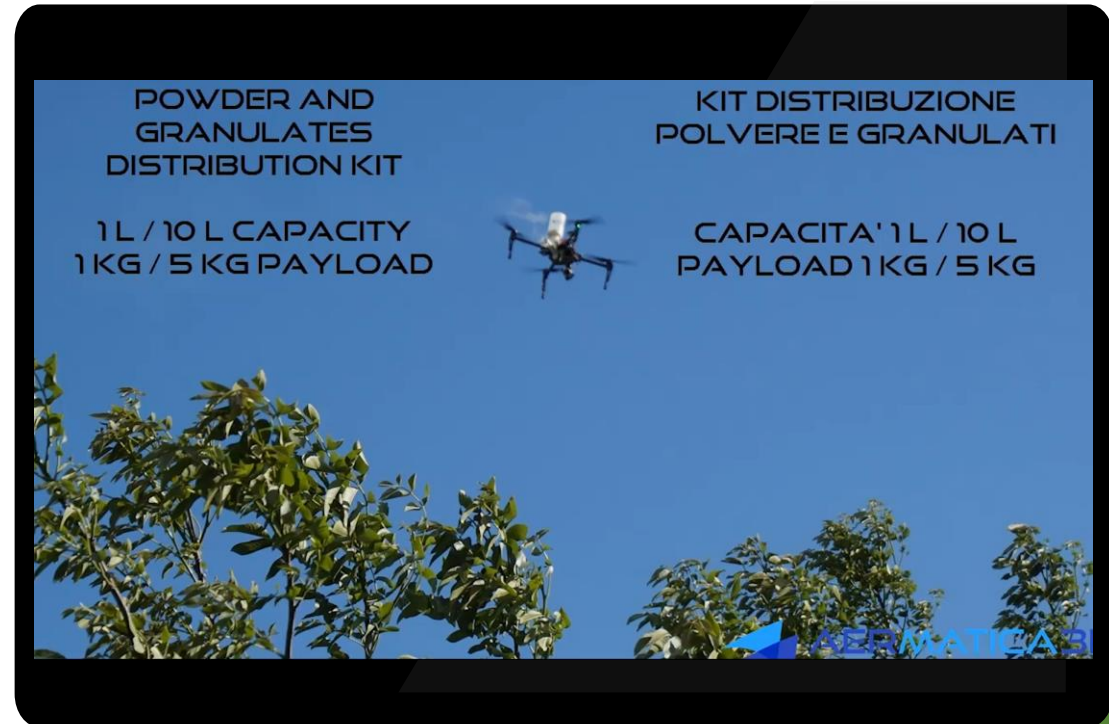 POWDER AND
GRANULATES
DISTRIBUTION KIT
1 L / 10 L CAPACITY
1 KG / 5 KG PAYLOAD
KIT DISTRIBUZIONE
POLVERE E GRANULATI
CAPACITA' 1 L / 10 L
PAYLOAD 1 KG / 5 KG